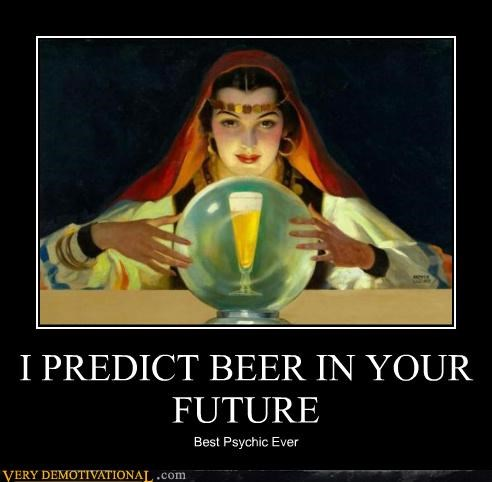 I PREDICT BEER IN YOUR
FUTURE
Best Psychic Ever
VERY DEMOTIVATIONAL.com